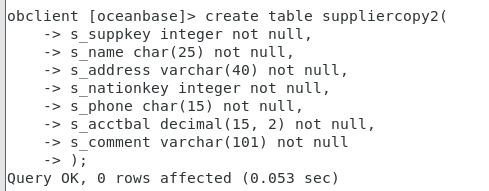 obclient [oceanbase]> create table suppliercopy2(
    -> s_suppkey integer not null,
    -> s_name char(25) not null,
    -> s_address varchar(40) not null,
    -> s_nationkey integer not null,
    -> s_phone char(15) not null,
    -> s_acctbal decimal(15, 2) not null,
    -> s_comment varchar(101) not null
    -> );
Query OK, 0 rows affected (0.053 sec)